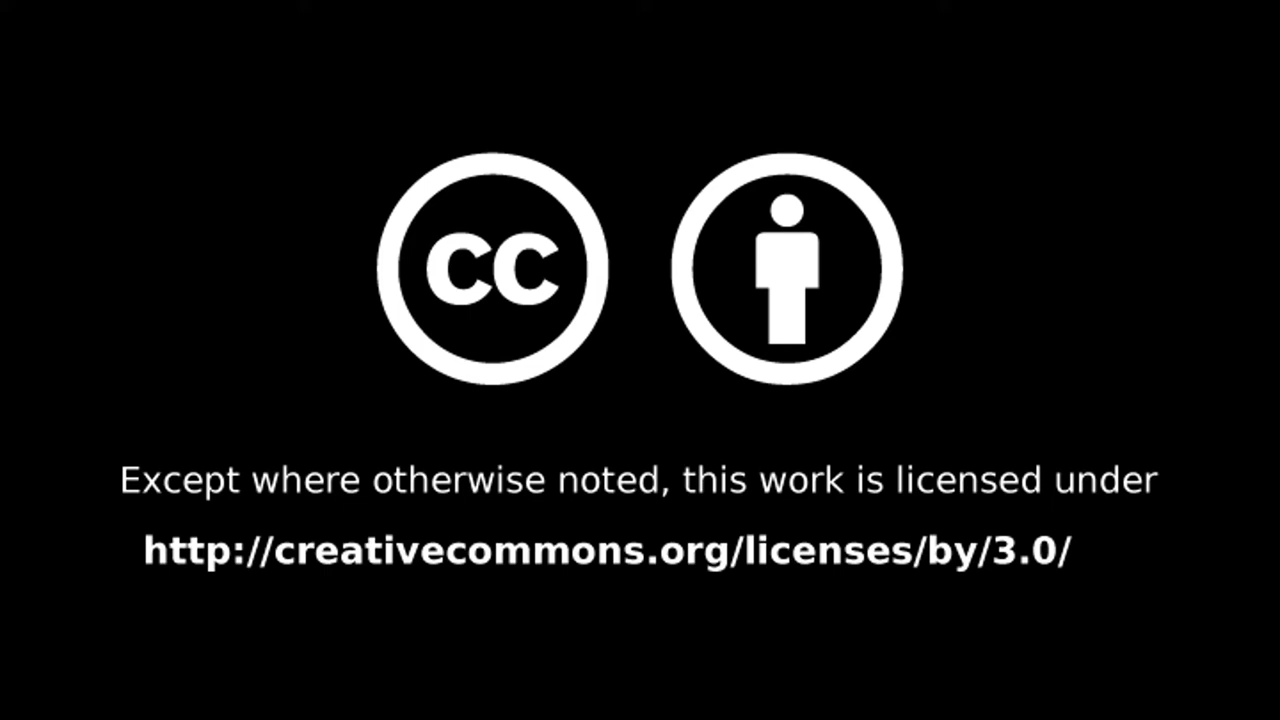 cc
Except where otherwise noted, this work is licensed under
http://creativecommons.org/licenses/by/3.0/